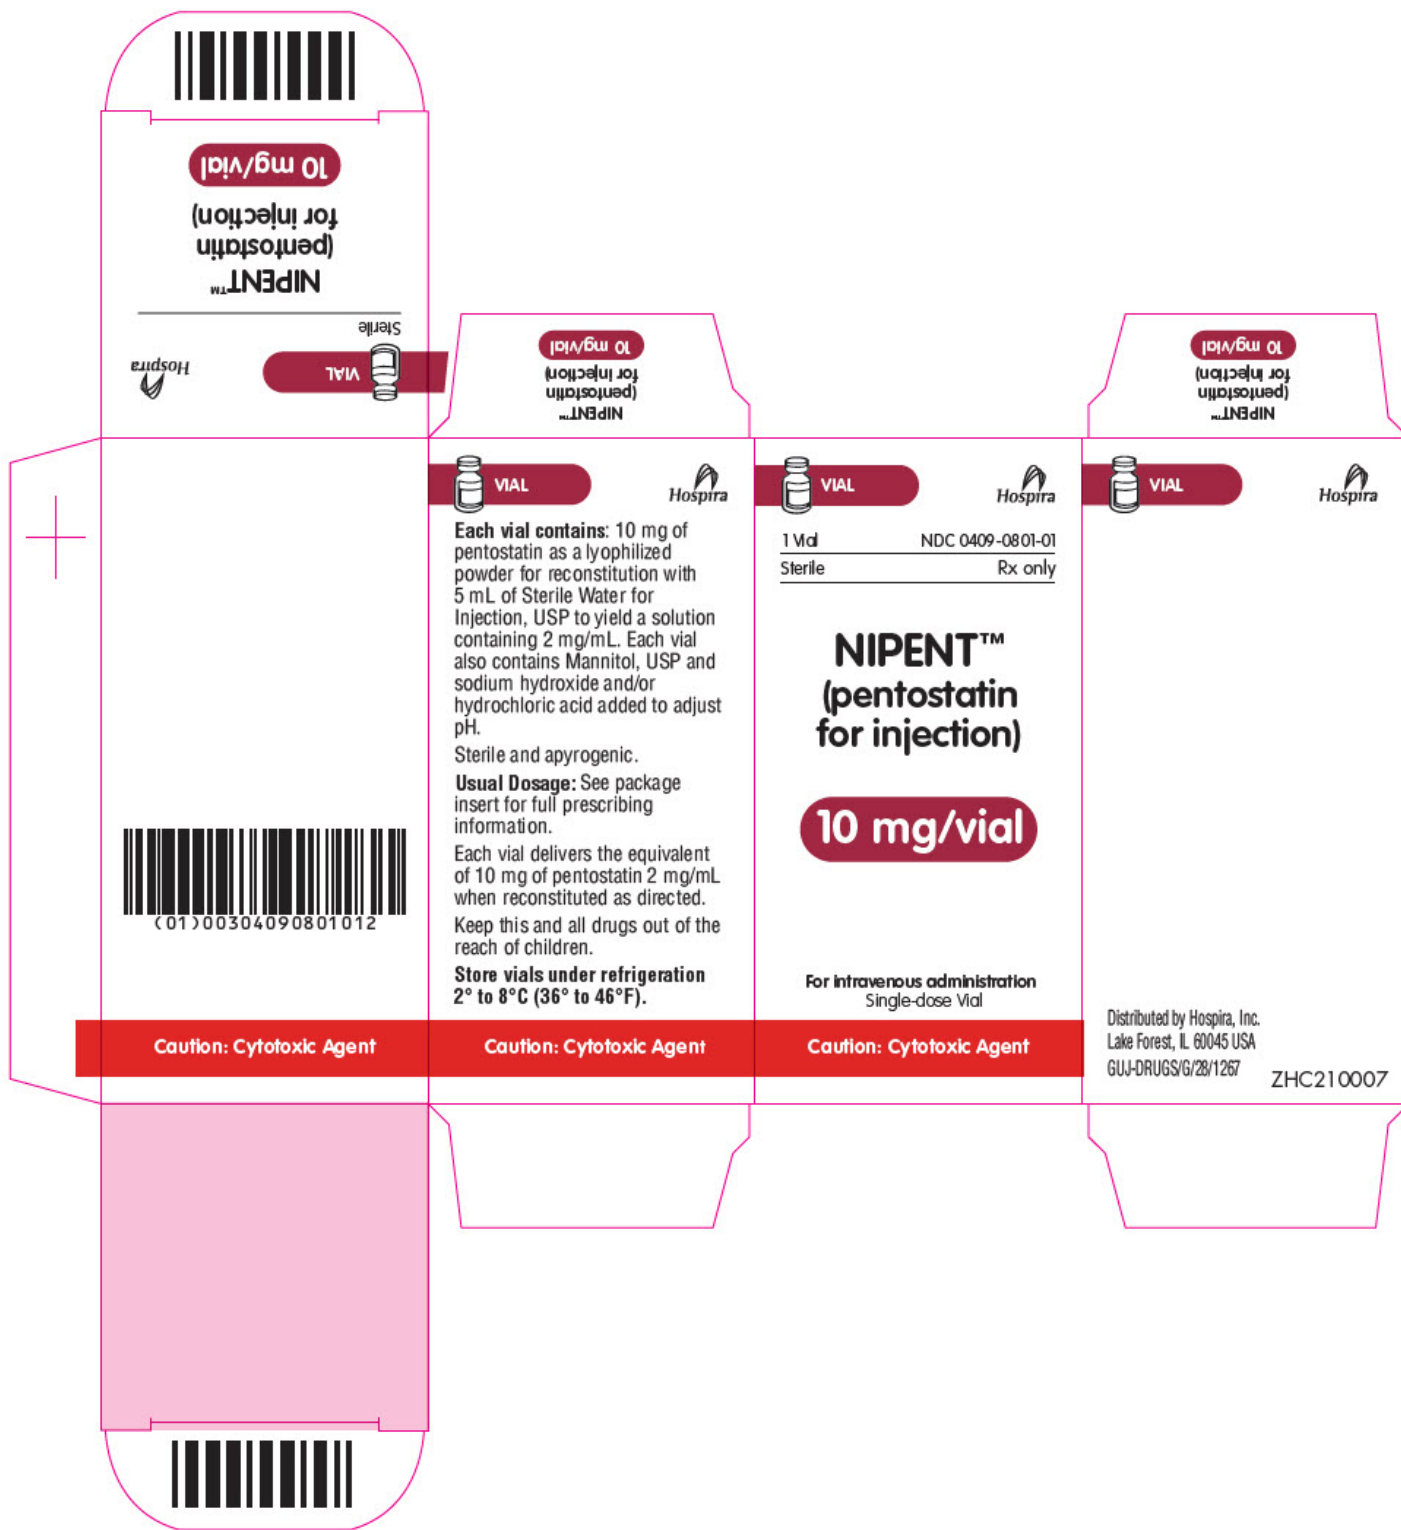 10 mg/vial
for injection)
(pentostatin
NIPENT™
Sterile
VIAL
Hospira
10 mg/vial
for injection)
(pentostatin
NIPENT™
10 mg/vial
for injection)
(pentostatin
NIPENT™
(01)00304090801012
Caution: Cytotoxic Agent
VIAL
Hospira
Each vial contains: 10 mg of
pentostatin as a lyophilized
powder for reconstitution with
5 mL of Sterile Water for
Injection, USP to yield a solution
containing 2 mg/mL. Each vial
also contains Mannitol, USP and
sodium hydroxide and/or
hydrochloric acid added to adjust
pH.
Sterile and apyrogenic.
Usual Dosage: See package
insert for full prescribing
information.
Each vial delivers the equivalent
of 10 mg of pentostatin 2 mg/mL
when reconstituted as directed.
Keep this and all drugs out of the
reach of children.
Store vials under refrigeration
2° to 8°C (36° to 46°F).
Caution: Cytotoxic Agent
VIAL
Hospira
1 Vial NDC 0409-0801-01
Sterile Rx only
NIPENT™
(pentostatin
for injection)
10 mg/vial
For intravenous administration
Single-dose Vial
Caution: Cytotoxic Agent
VIAL
Hospira
Distributed by Hospira, Inc.
Lake Forest, IL 60045 USA
GUJ-DRUGS/G/28/1267
ZHC210007